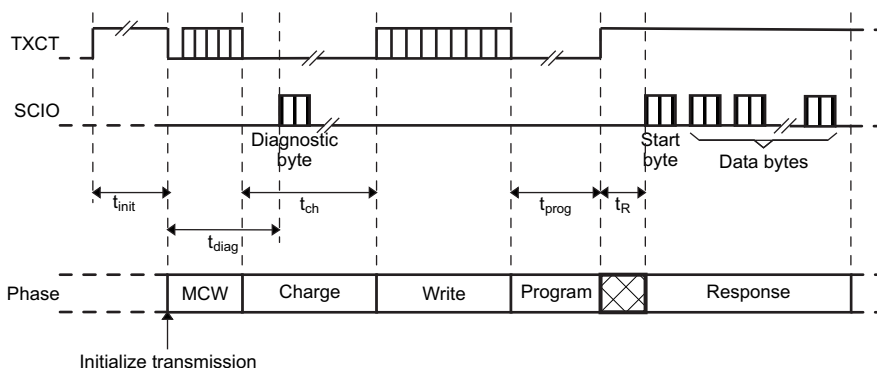 TXCT
SCIO
Diagnostic
byte
Start
byte
Data bytes
t_init
t_ch
t_prog
t_R
t_diag
Phase
MCW
Charge
Write
Program
Response
Initialize transmission